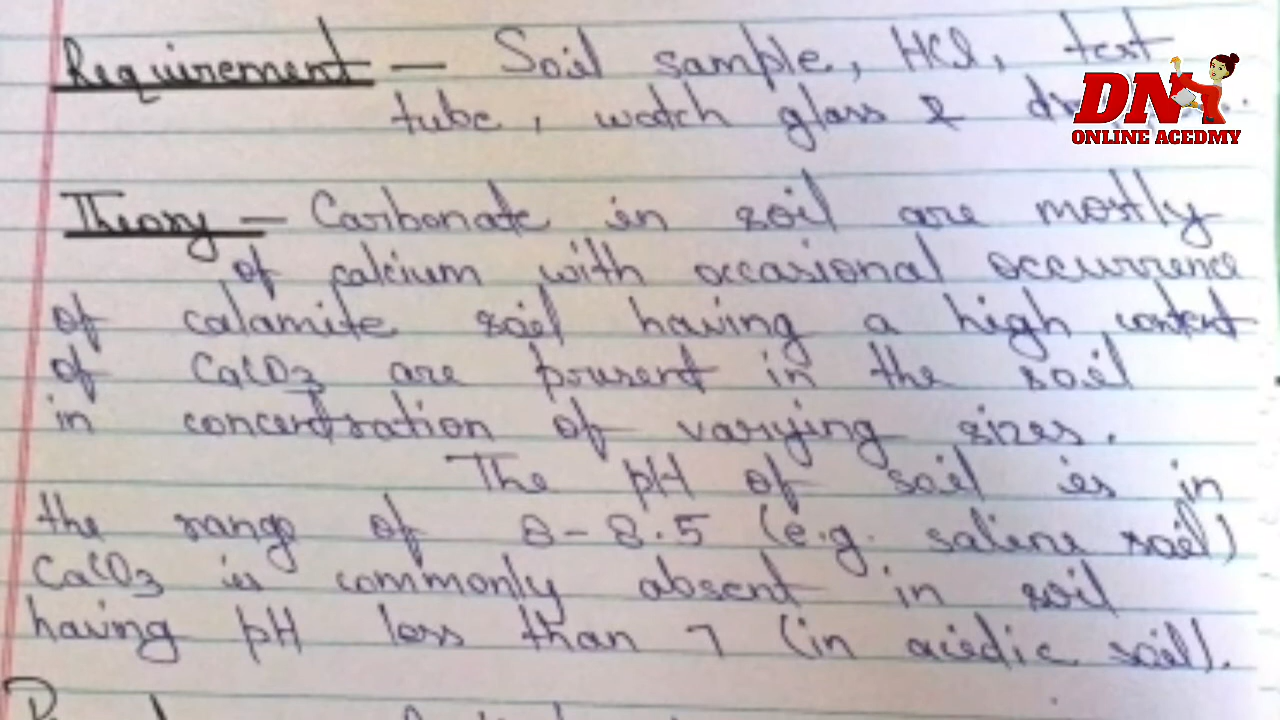 Requirement — Soil sample, HCl, test
tube, watch glass &
DN
ONLINE ACEDMY
Theory — Carbonate in soil are mostly
of calcium with occasional occurrence
of calamite soil having a high content
of CaCO3 are present in the soil
in concentration of varying sizes.
The pH of soil is in
the range of 8-8.5 (e.g. saline soil)
CaCO3 is commonly absent in soil
having pH less than 7 (in acidic soil).